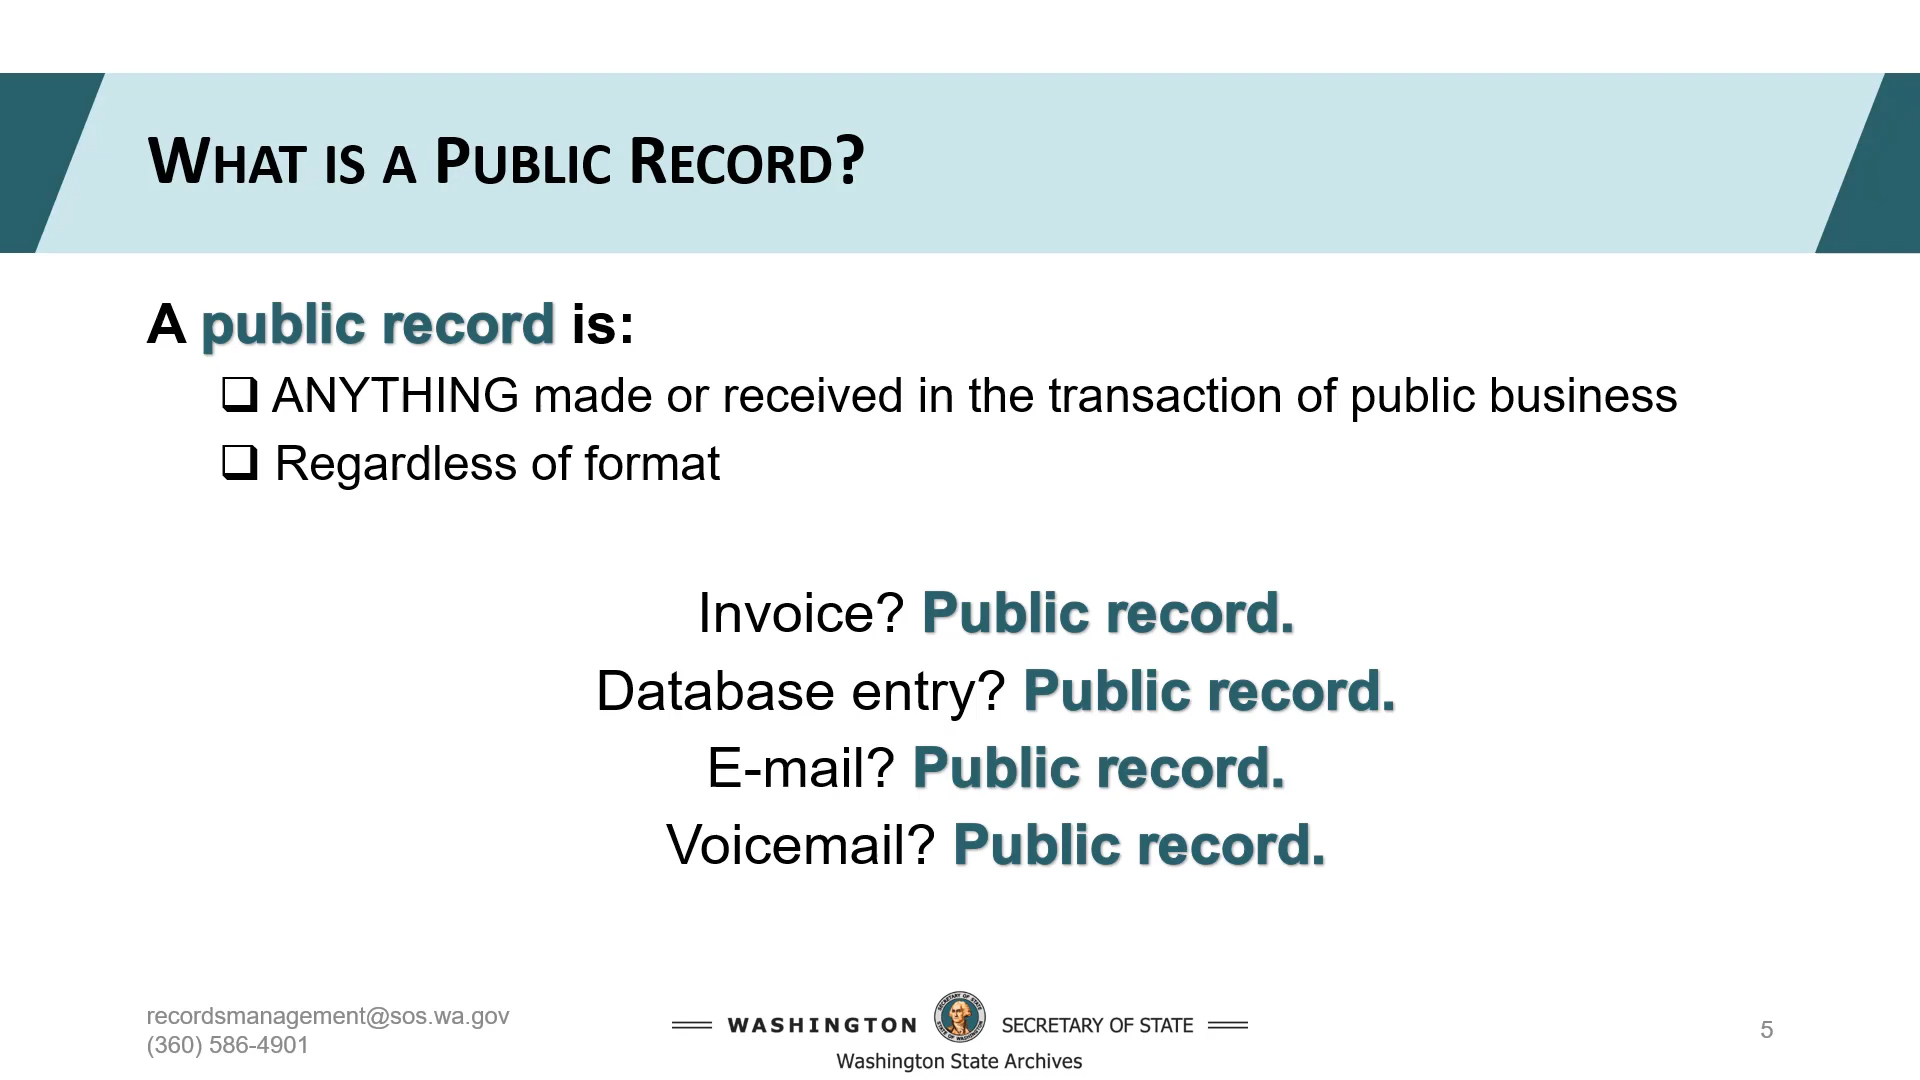 WHAT IS A PUBLIC RECORD?
A public record is:
❑ ANYTHING made or received in the transaction of public business
❑ Regardless of format
Invoice? Public record.
Database entry? Public record.
E-mail? Public record.
Voicemail? Public record.
recordsmanagement@sos.wa.gov
(360) 586-4901
WASHINGTON SECRETARY OF STATE
Washington State Archives
5